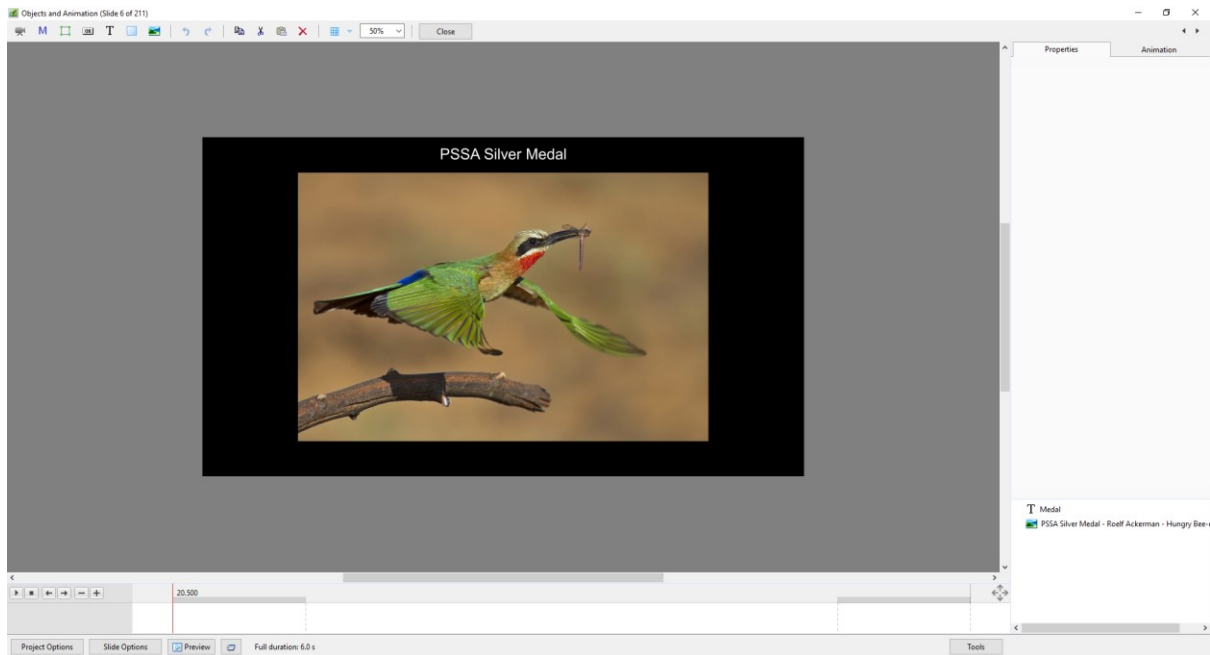 Objects and Animation (Slide 6 of 211)
M OK T 50% Close
Properties Animation
PSSA Silver Medal
T Medal
PSSA Silver Medal - Roelf Ackerman - Hungry Bee-
20.500
Project Options Slide Options Preview Full duration: 6.0 s Tools